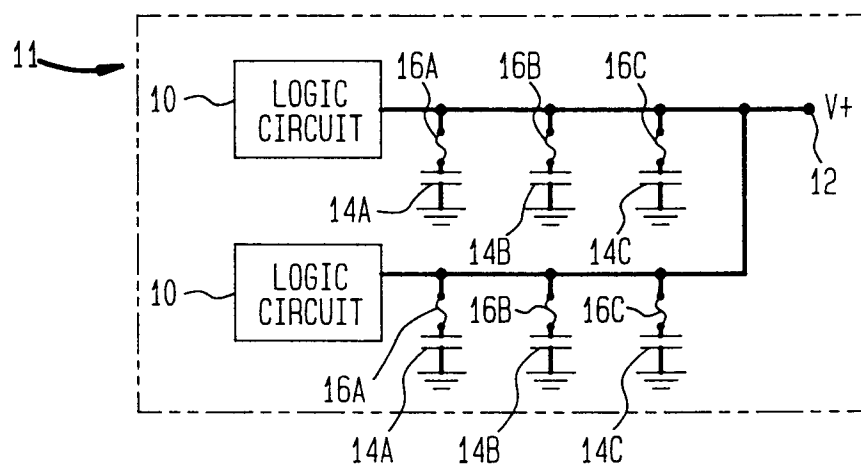 11
10
LOGIC
CIRCUIT
16A
16B
16C
V+
12
14A
14B
14C
10
LOGIC
CIRCUIT
16A
16B
16C
14A
14B
14C